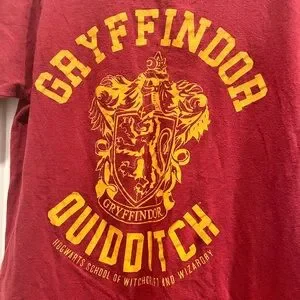 GRYFFINDOR
GRYFFINDOR
QUIDDITCH
HOGWARTS SCHOOL OF WITCHCRAFT AND WIZARDRY